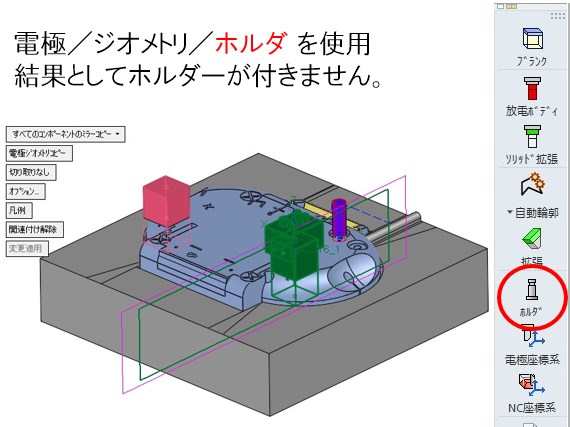 電極／ジオメトリ／ホルダ を使用
結果としてホルダーが付きません。
すべてのコンポーネントのミラーコピー
電極ジオメトリコピー
切り取りなし
オプション...
凡例
関連付け解除
変更適用
ブランク
放電ボディ
ソリッド拡張
自動輪郭
拡張
ホルダ
電極座標系
NC座標系